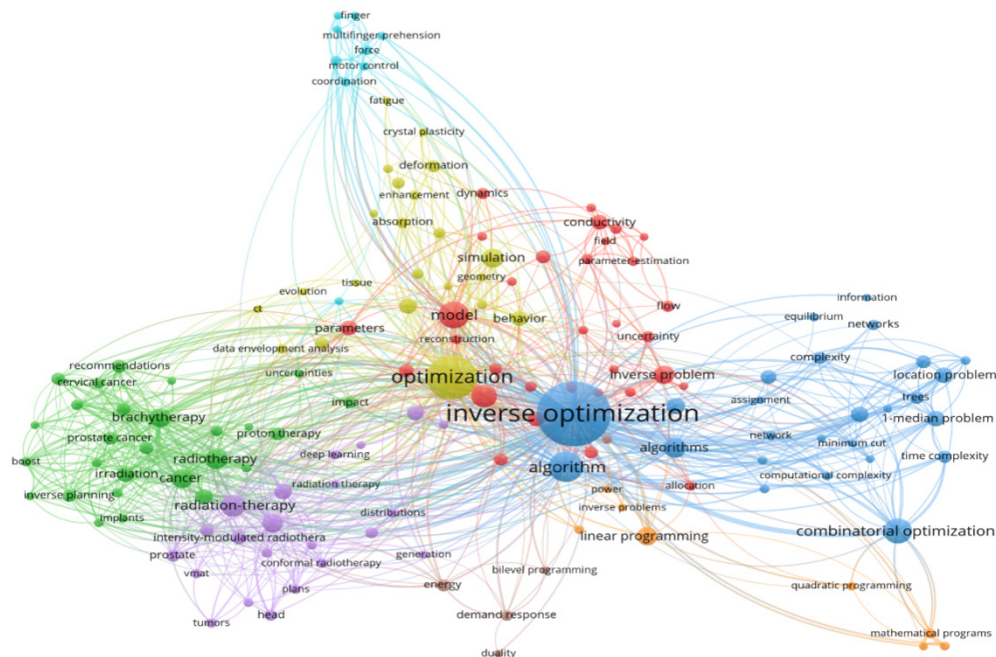 finger
multifinger prehension
force
motor control
coordination
fatigue
crystal plasticity
deformation
enhancement
dynamics
absorption
conductivity
field
simulation
parameter-estimation
geometry
tissue
evolution
information
ct
flow
model
behavior
equilibrium
networks
parameters
reconstruction
uncertainty
data envelopment analysis
complexity
recommendations
uncertainties
cervical cancer
optimization
inverse problem
location problem
trees
impact
assignment
brachytherapy
inverse optimization
1-median problem
prostate cancer
proton therapy
network
minimum cut
deep learning
algorithms
boost
radiotherapy
time complexity
irradiation
cancer
algorithm
computational complexity
radiation therapy
power
allocation
inverse planning
radiation-therapy
inverse problems
implants
distributions
combinatorial optimization
intensity-modulated radiothera
linear programming
prostate
conformal radiotherapy
generation
vmat
bilevel programming
plans
energy
quadratic programming
head
demand response
tumors
mathematical programs
duality